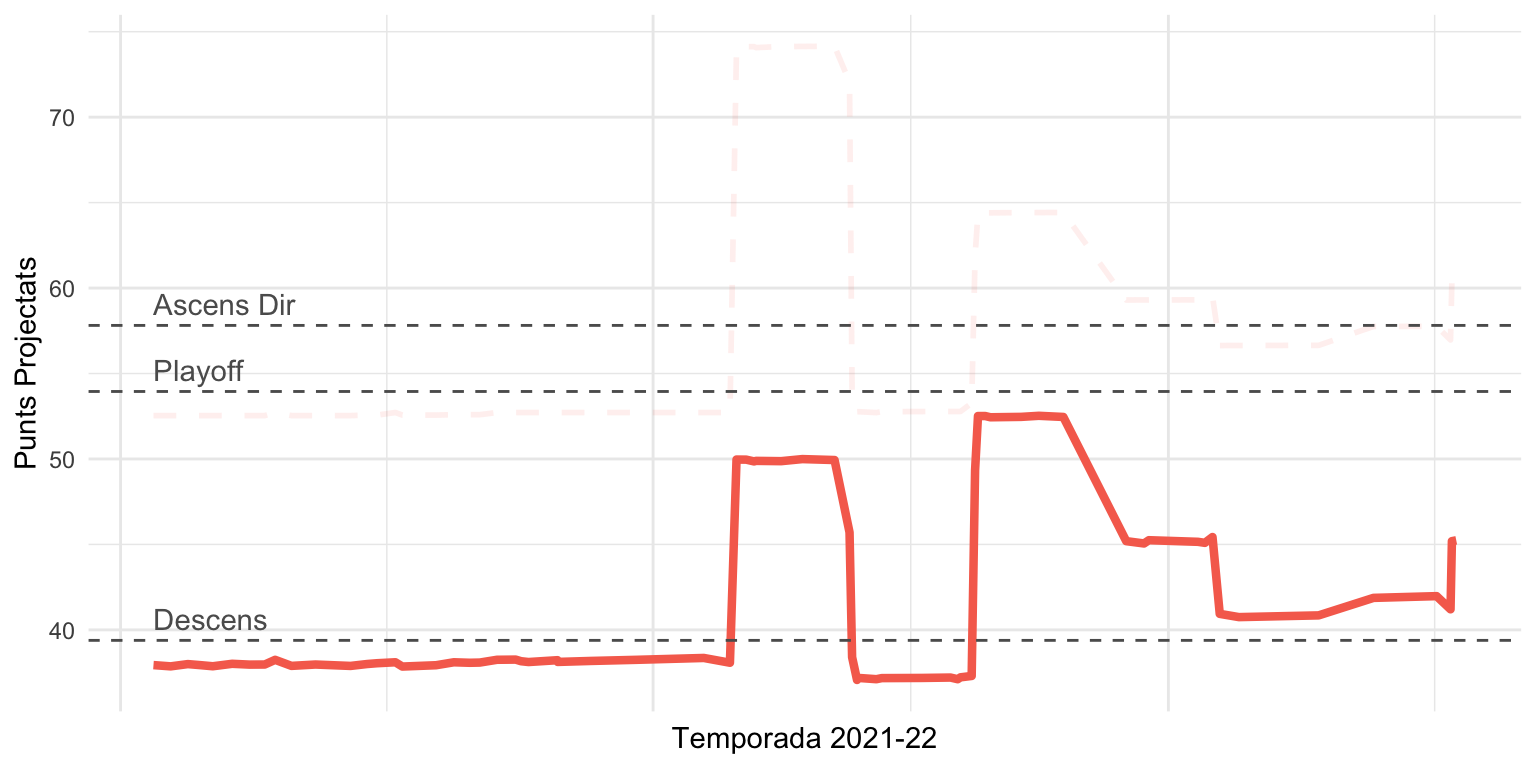 70
60
50
40
Punts Projectats
Ascens Dir
Playoff
Descens
Temporada 2021-22